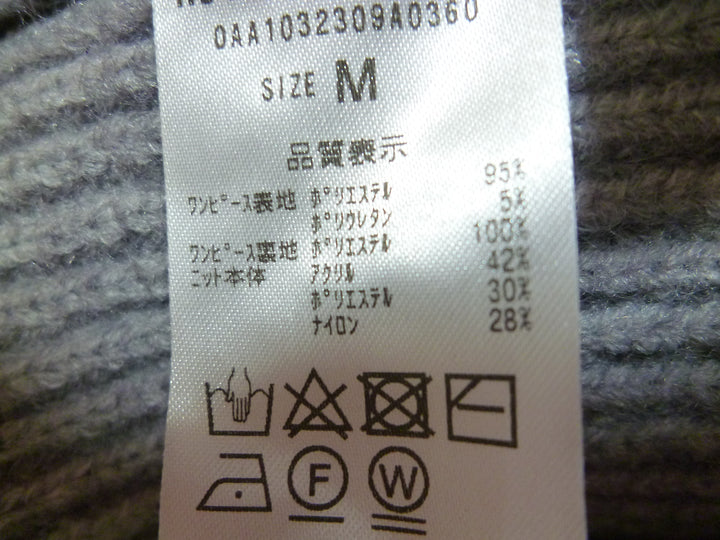 0AA1032309A0360
SIZE M
品質表示
ワンピース表地 ポリエステル 95%
ポリウレタン 5%
ワンピース裏地 ポリエステル 100%
ニット本体 アクリル 42%
ポリエステル 30%
ナイロン 28%
F W